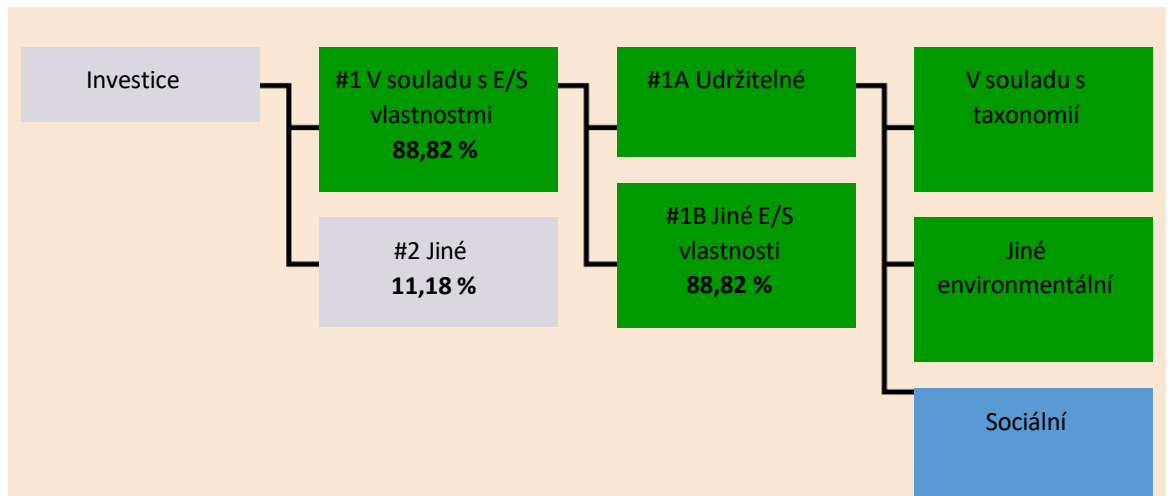 Investice
#1 V souladu s E/S
vlastnostmi
88,82 %
#2 Jiné
11,18 %
#1A Udržitelné
#1B Jiné E/S
vlastnosti
88,82 %
V souladu s
taxonomií
Jiné
environmentální
Sociální